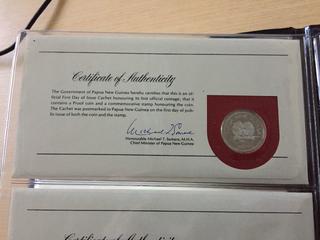 Certificate of Authenticity
The Government of Papua New Guinea hereby certifies that this is an of-
ficial First Day of Issue Cachet honouring its first official coinage, that it
contains a Proof coin and a commemorative stamp honouring the coin.
The Cachet was postmarked in Papua New Guinea on the first day of pub-
lic issue of both the coin and the stamp.
Honourable Michael T. Somare, M.H.A.
Chief Minister of Papua New Guinea
Certificate of Authenticity